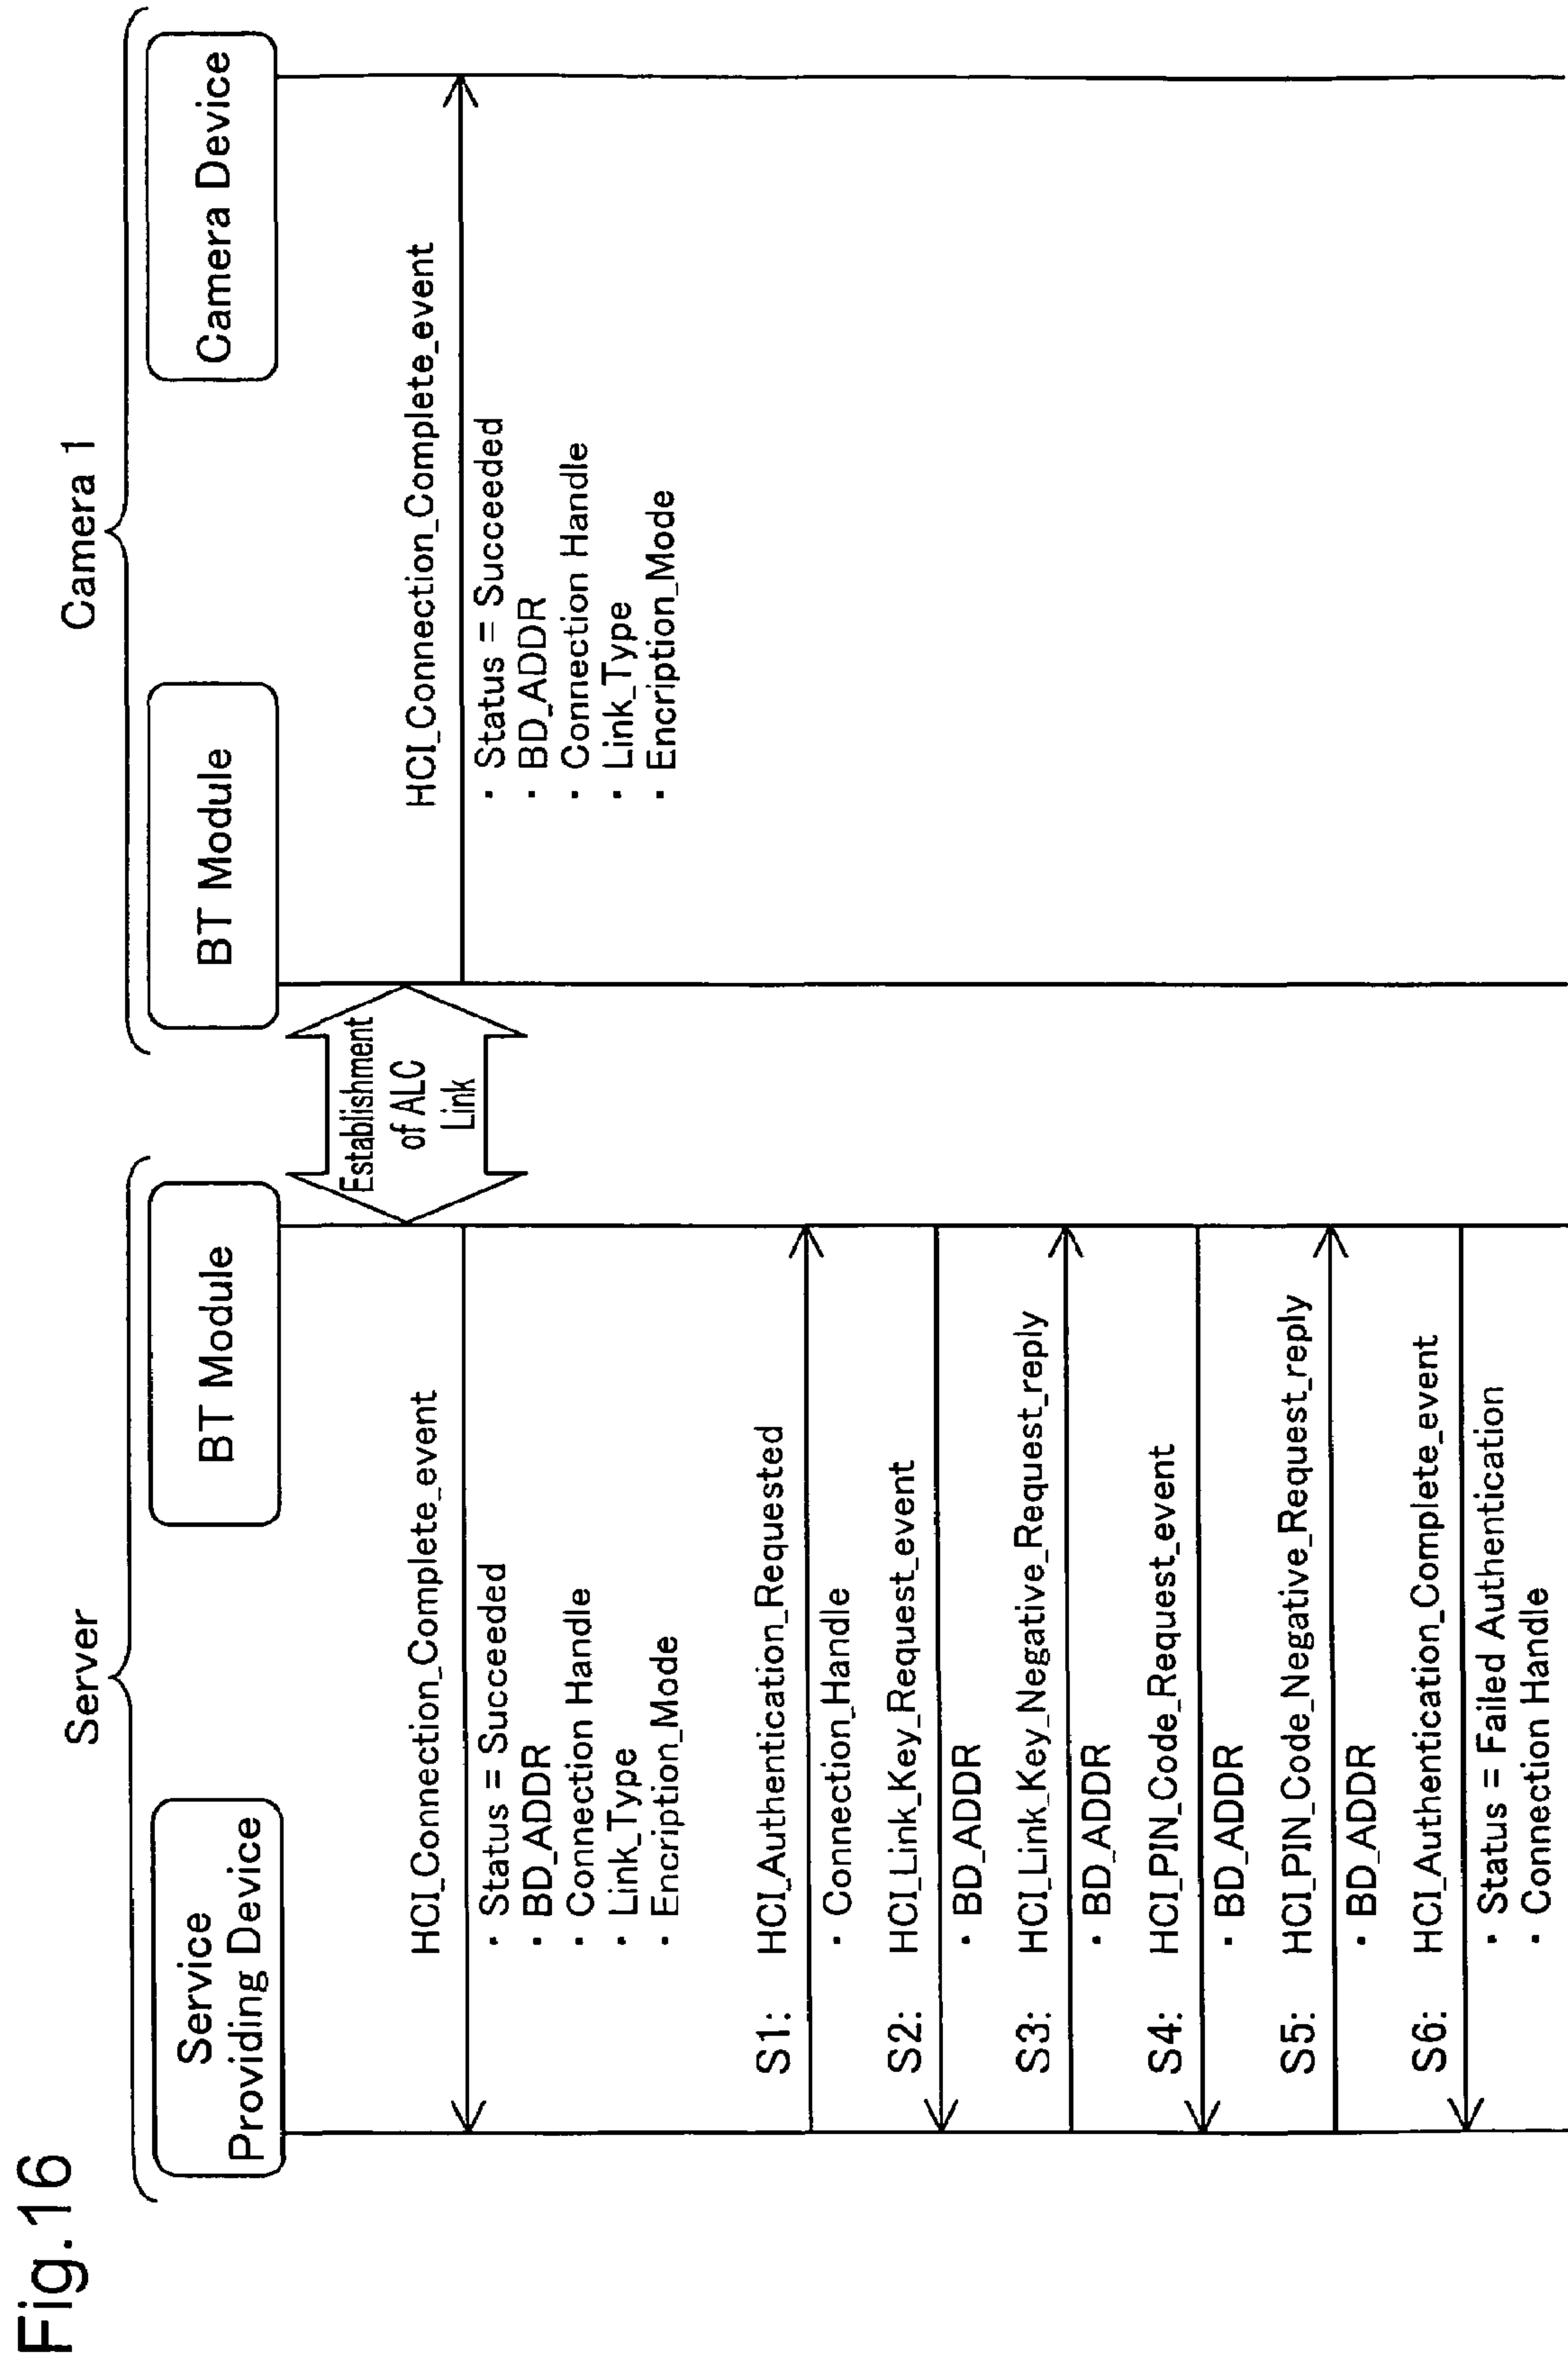 Fig.16
Server
Camera 1
Service
Providing Device
BT Module
BT Module
Camera Device
Establishment
of ALC
Link
HCI_Connection_Complete_event
· Status = Succeeded
· BD_ADDR
· Connection Handle
· Link_Type
· Encription_Mode
HCI_Connection_Complete_event
· Status = Succeeded
· BD_ADDR
· Connection Handle
· Link_Type
· Encription_Mode
S1: HCI_Authentication_Requested
· Connection_Handle
S2: HCI_Link_Key_Request_event
· BD_ADDR
S3: HCI_Link_Key_Negative_Request_reply
· BD_ADDR
S4: HCI_PIN_Code_Request_event
· BD_ADDR
S5: HCI_PIN_Code_Negative_Request_reply
· BD_ADDR
S6: HCI_Authentication_Complete_event
· Status = Failed Authentication
· Connection Handle